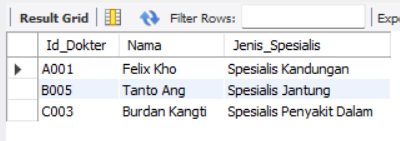 Result Grid Filter Rows: Expo
Id_Dokter Nama Jenis_Spesialis
A001 Felix Kho Spesialis Kandungan
B005 Tanto Ang Spesialis Jantung
C003 Burdan Kangti Spesialis Penyakit Dalam